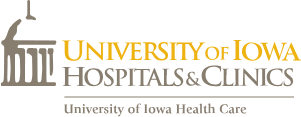 UNIVERSITY OF IOWA
HOSPITALS & CLINICS
University of Iowa Health Care